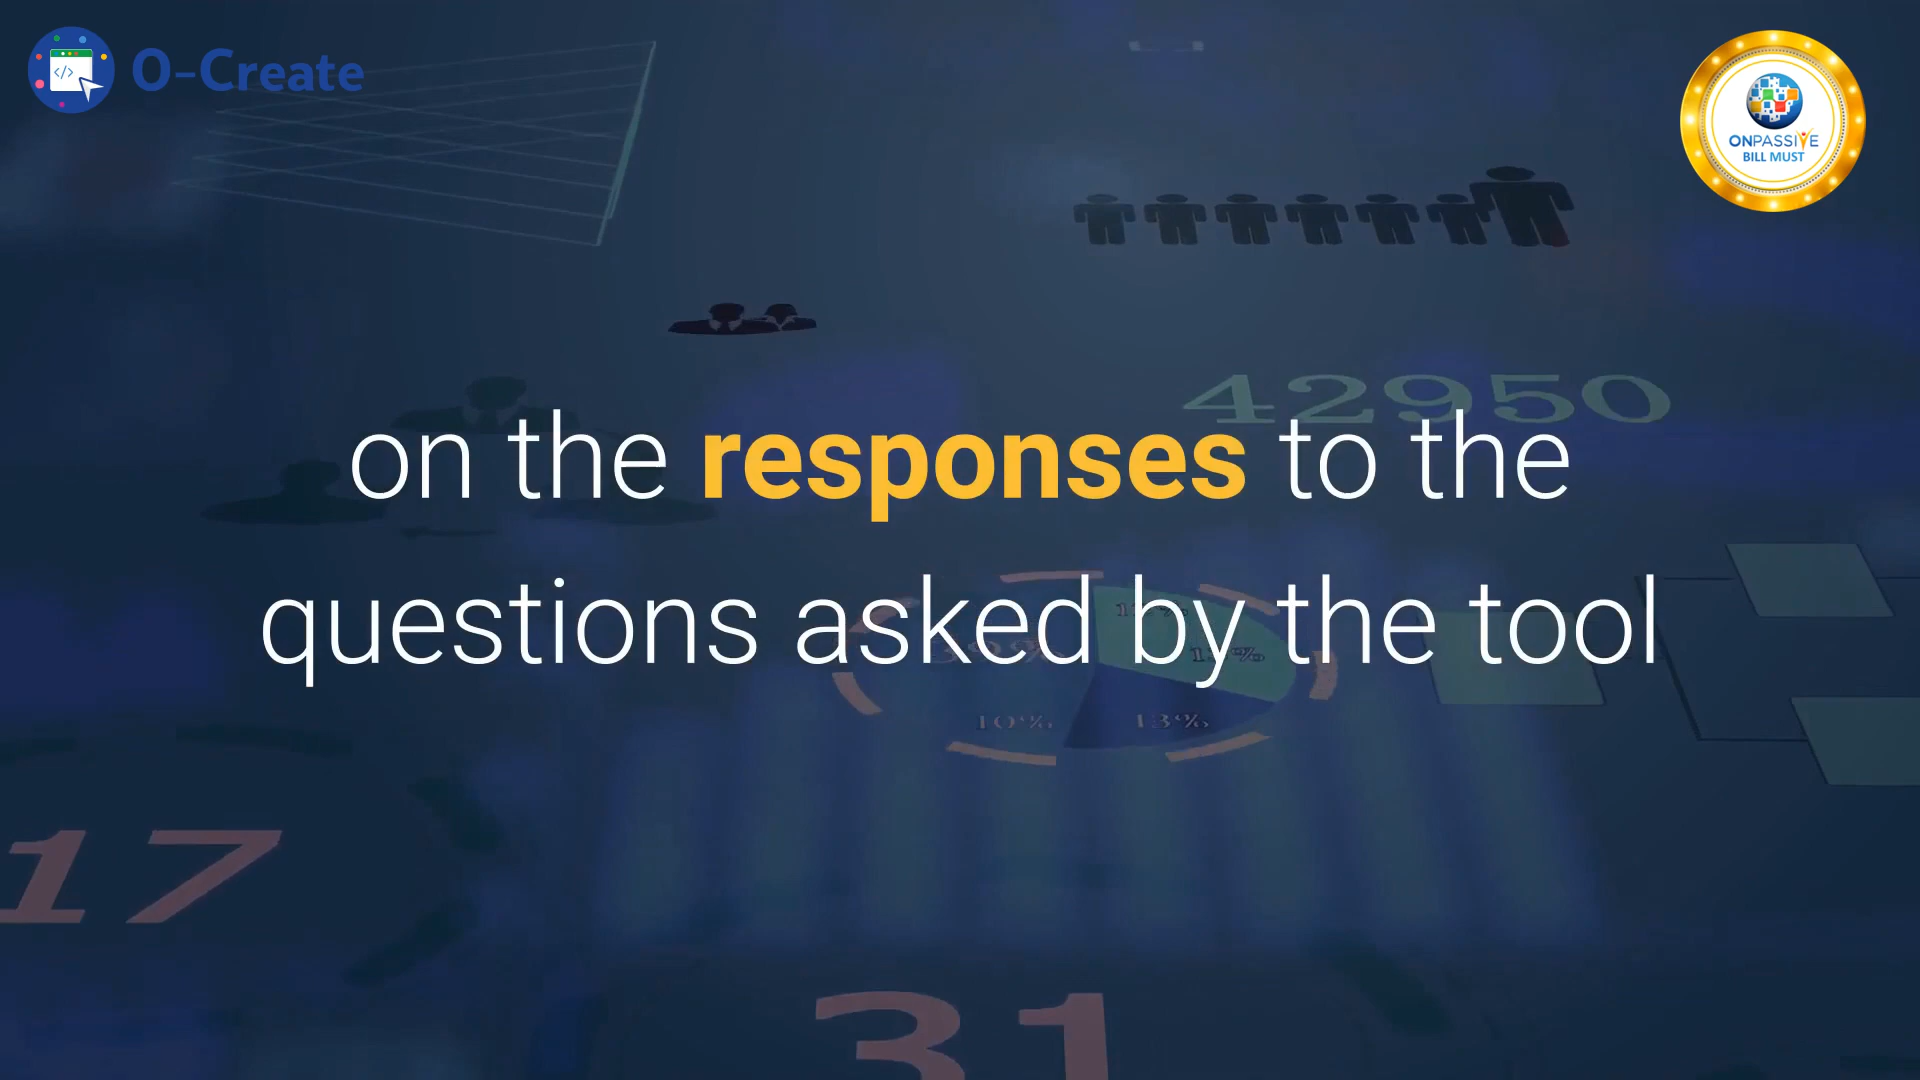 O-Create
ONPASSIVE
BILL MUST
42950
on the responses to the
questions asked by the tool
10%
13%
17
31